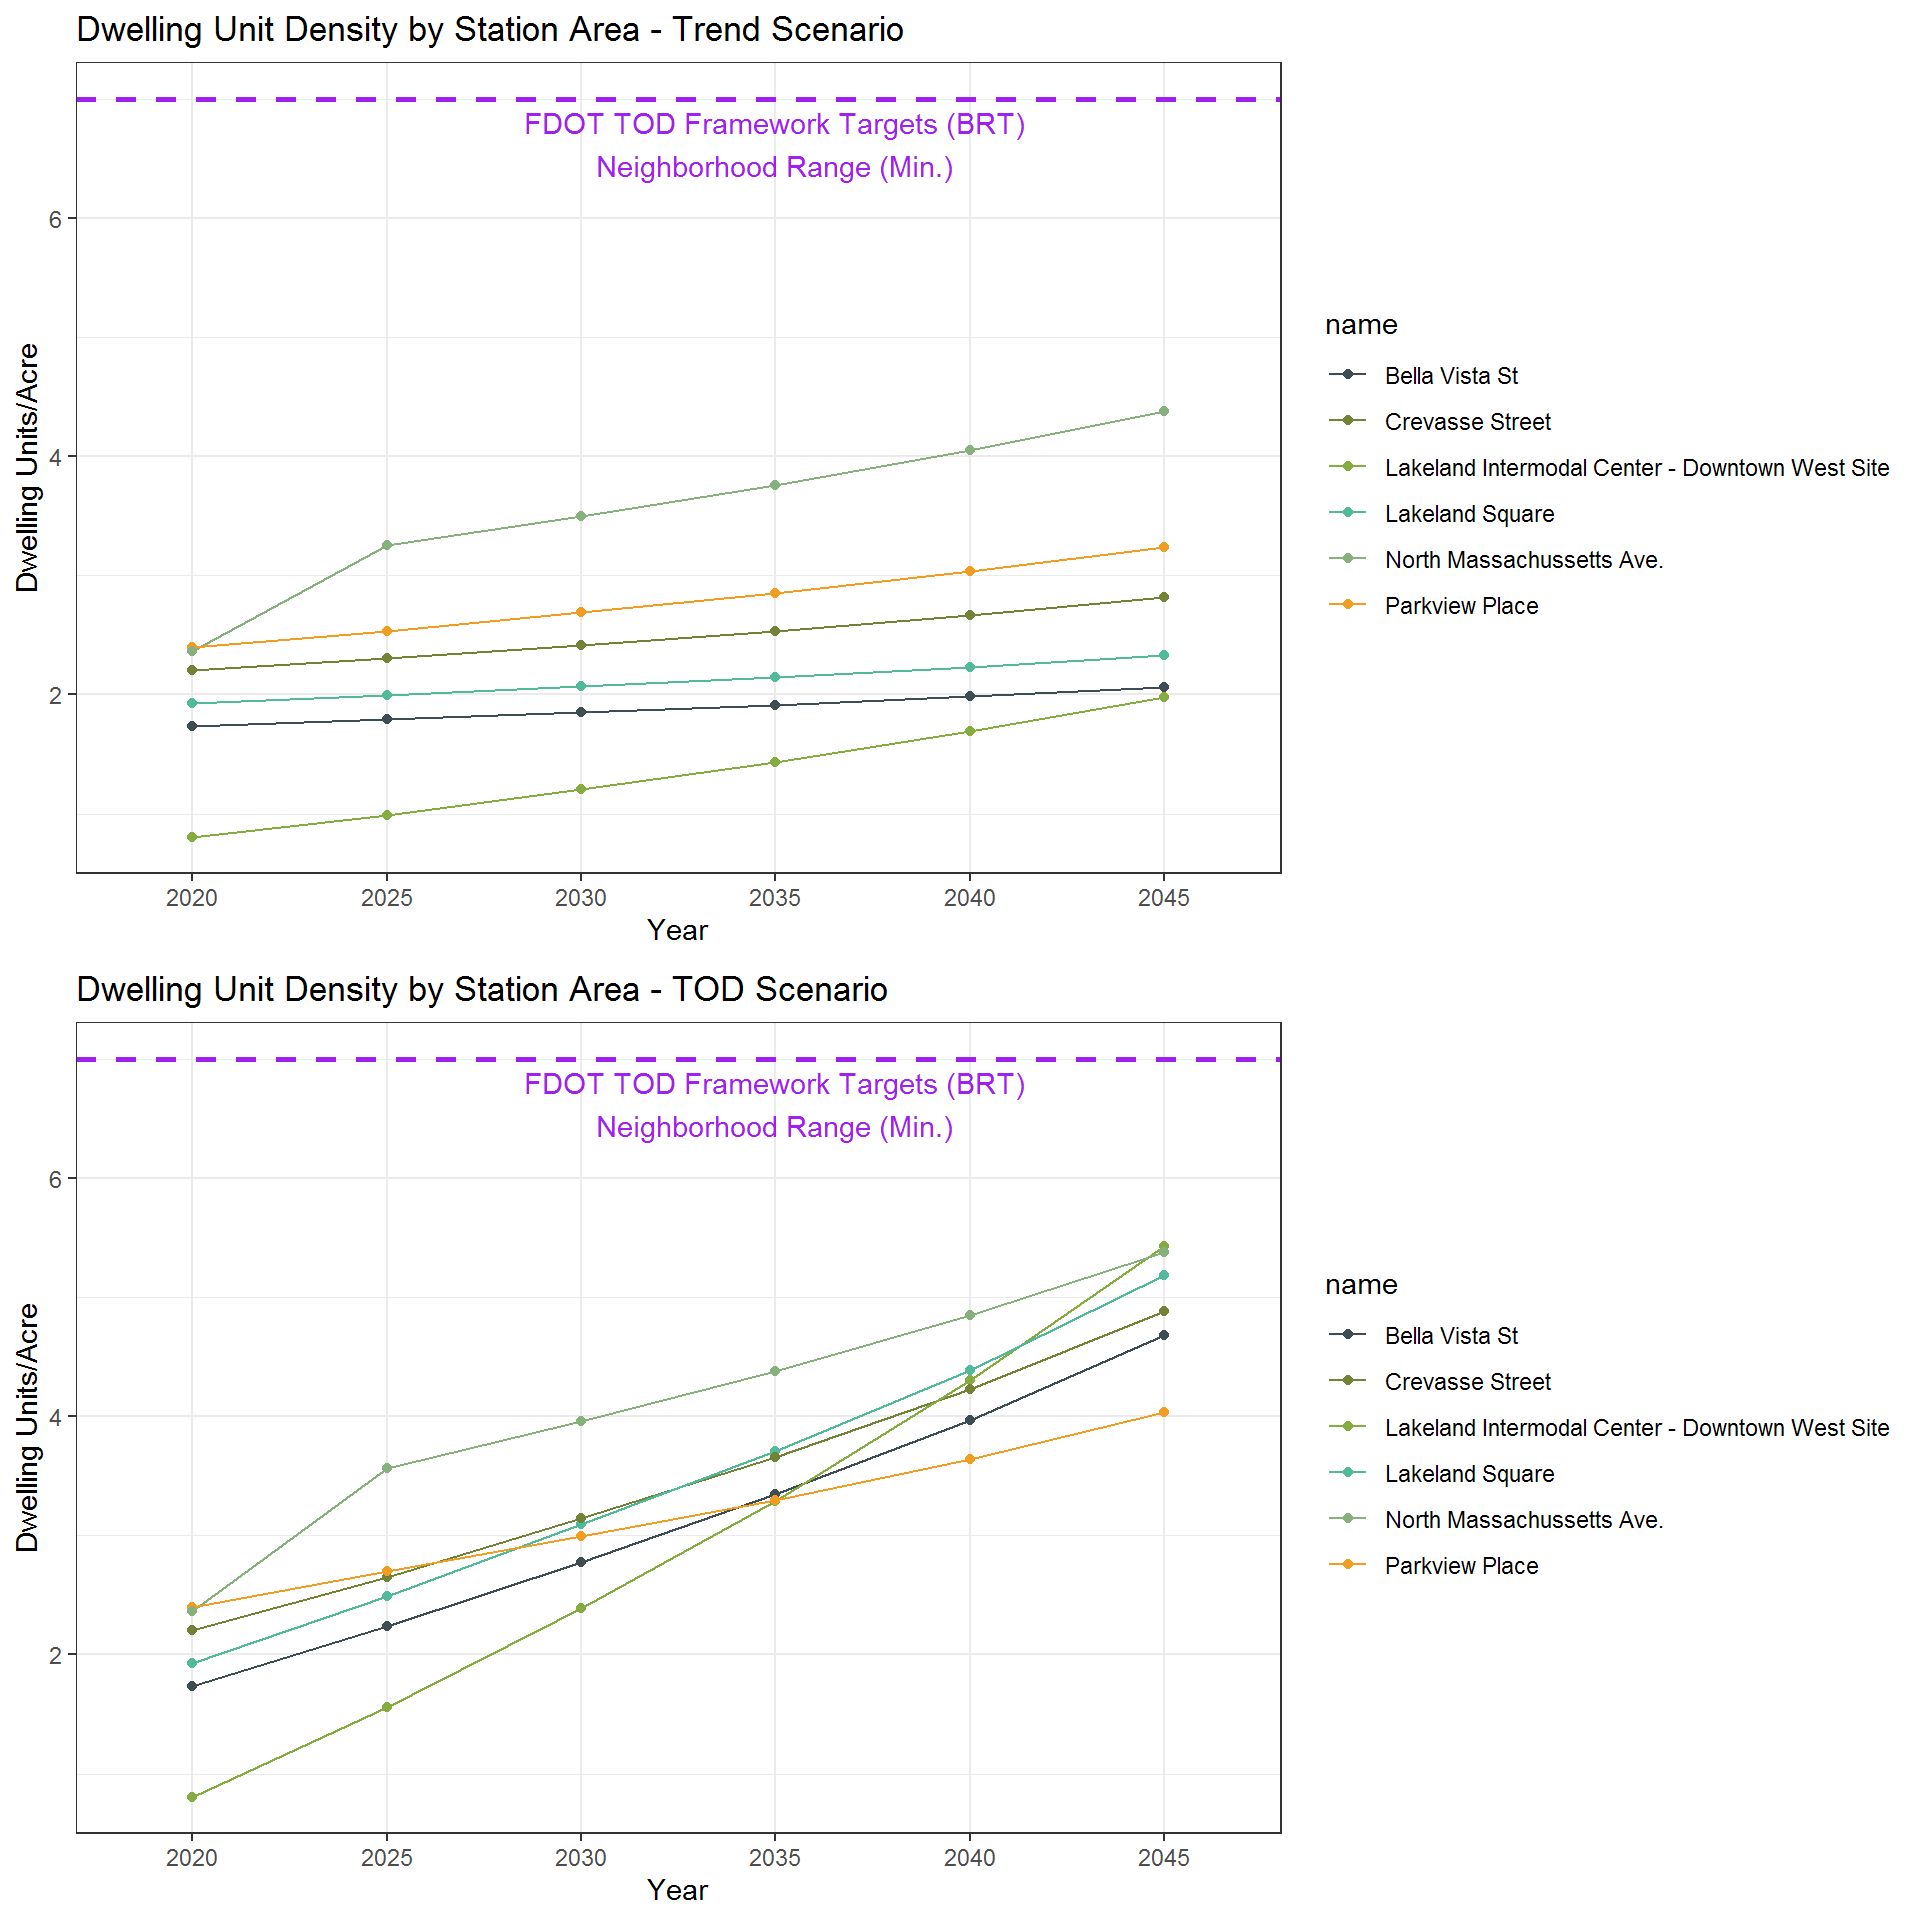 Dwelling Unit Density by Station Area - Trend Scenario
FDOT TOD Framework Targets (BRT)
Neighborhood Range (Min.)
6
4
2
Dwelling Units/Acre
2020 2025 2030 2035 2040 2045
Year
name
Bella Vista St
Crevasse Street
Lakeland Intermodal Center - Downtown West Site
Lakeland Square
North Massachussetts Ave.
Parkview Place
Dwelling Unit Density by Station Area - TOD Scenario
FDOT TOD Framework Targets (BRT)
Neighborhood Range (Min.)
6
4
2
Dwelling Units/Acre
2020 2025 2030 2035 2040 2045
Year
name
Bella Vista St
Crevasse Street
Lakeland Intermodal Center - Downtown West Site
Lakeland Square
North Massachussetts Ave.
Parkview Place